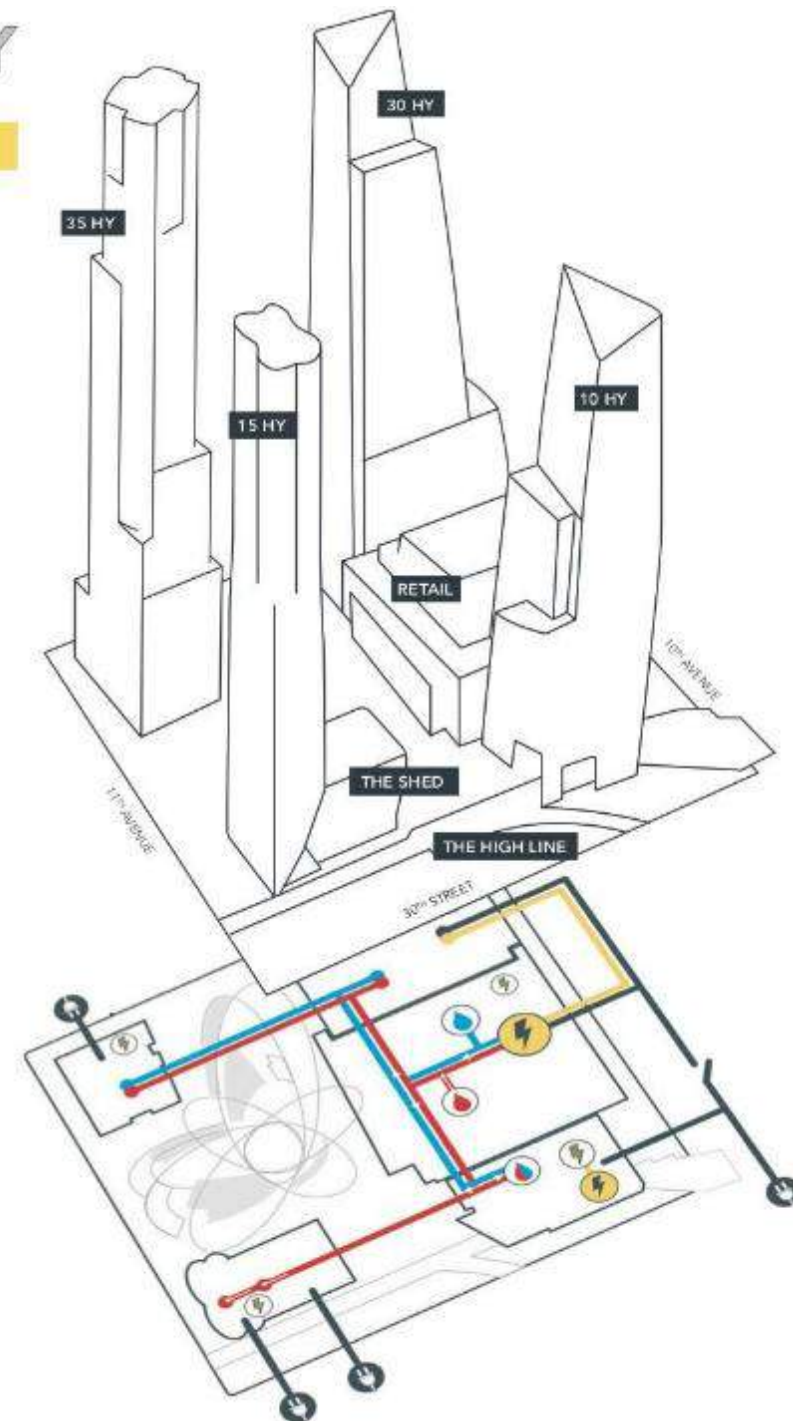 Y
30 HY
35 HY
10 HY
15 HY
RETAIL
10TH AVENUE
THE SHED
11TH AVENUE
THE HIGH LINE
30TH STREET